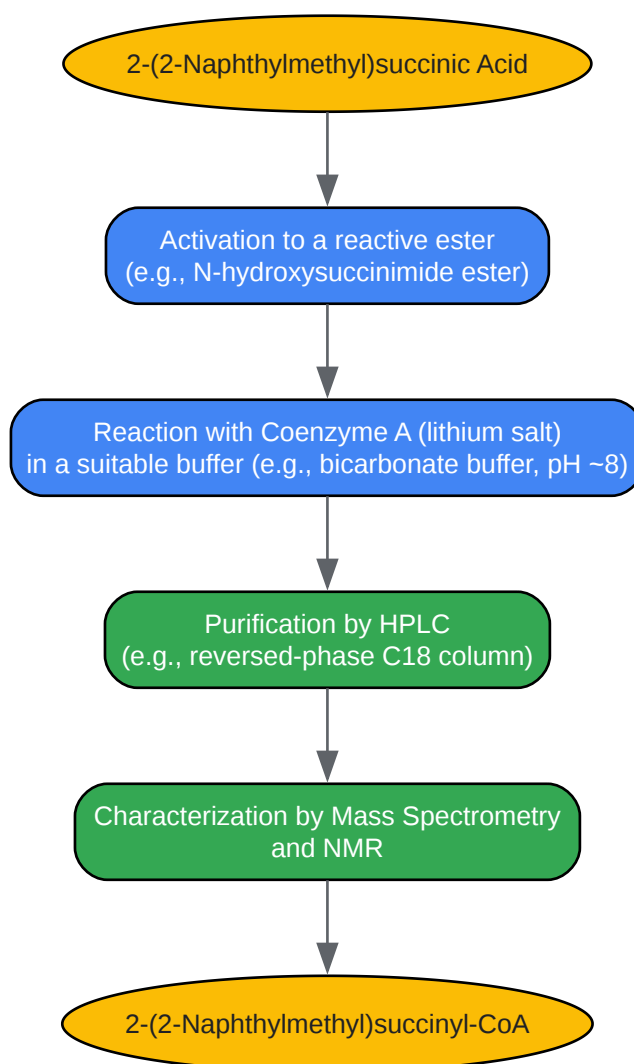 2-(2-Naphthylmethyl)succinic Acid
Activation to a reactive ester
(e.g., N-hydroxysuccinimide ester)
Reaction with Coenzyme A (lithium salt)
in a suitable buffer (e.g., bicarbonate buffer, pH ~8)
Purification by HPLC
(e.g., reversed-phase C18 column)
Characterization by Mass Spectrometry
and NMR
2-(2-Naphthylmethyl)succinyl-CoA